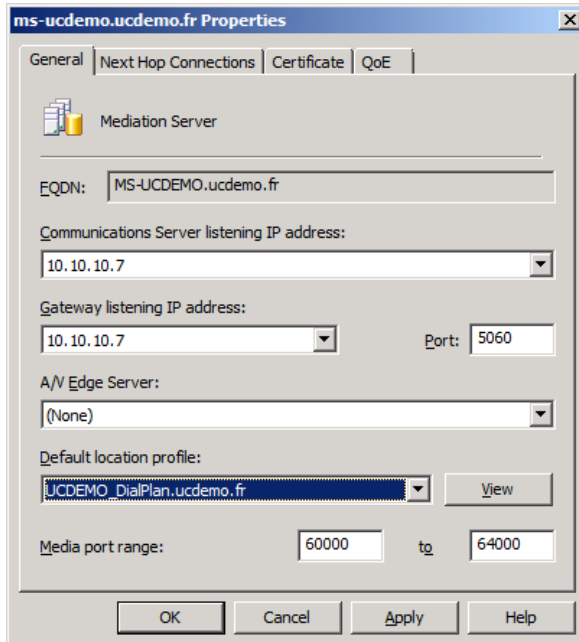 ms-ucdemo.ucdemo.fr Properties
General Next Hop Connections Certificate QoE
Mediation Server
FQDN: MS-UCDEMO.ucdemo.fr
Communications Server listening IP address:
10.10.10.7
Gateway listening IP address:
10.10.10.7 Port: 5060
A/V Edge Server:
(None)
Default location profile:
UCDEMO_DialPlan.ucdemo.fr View
Media port range: 60000 to 64000
OK Cancel Apply Help